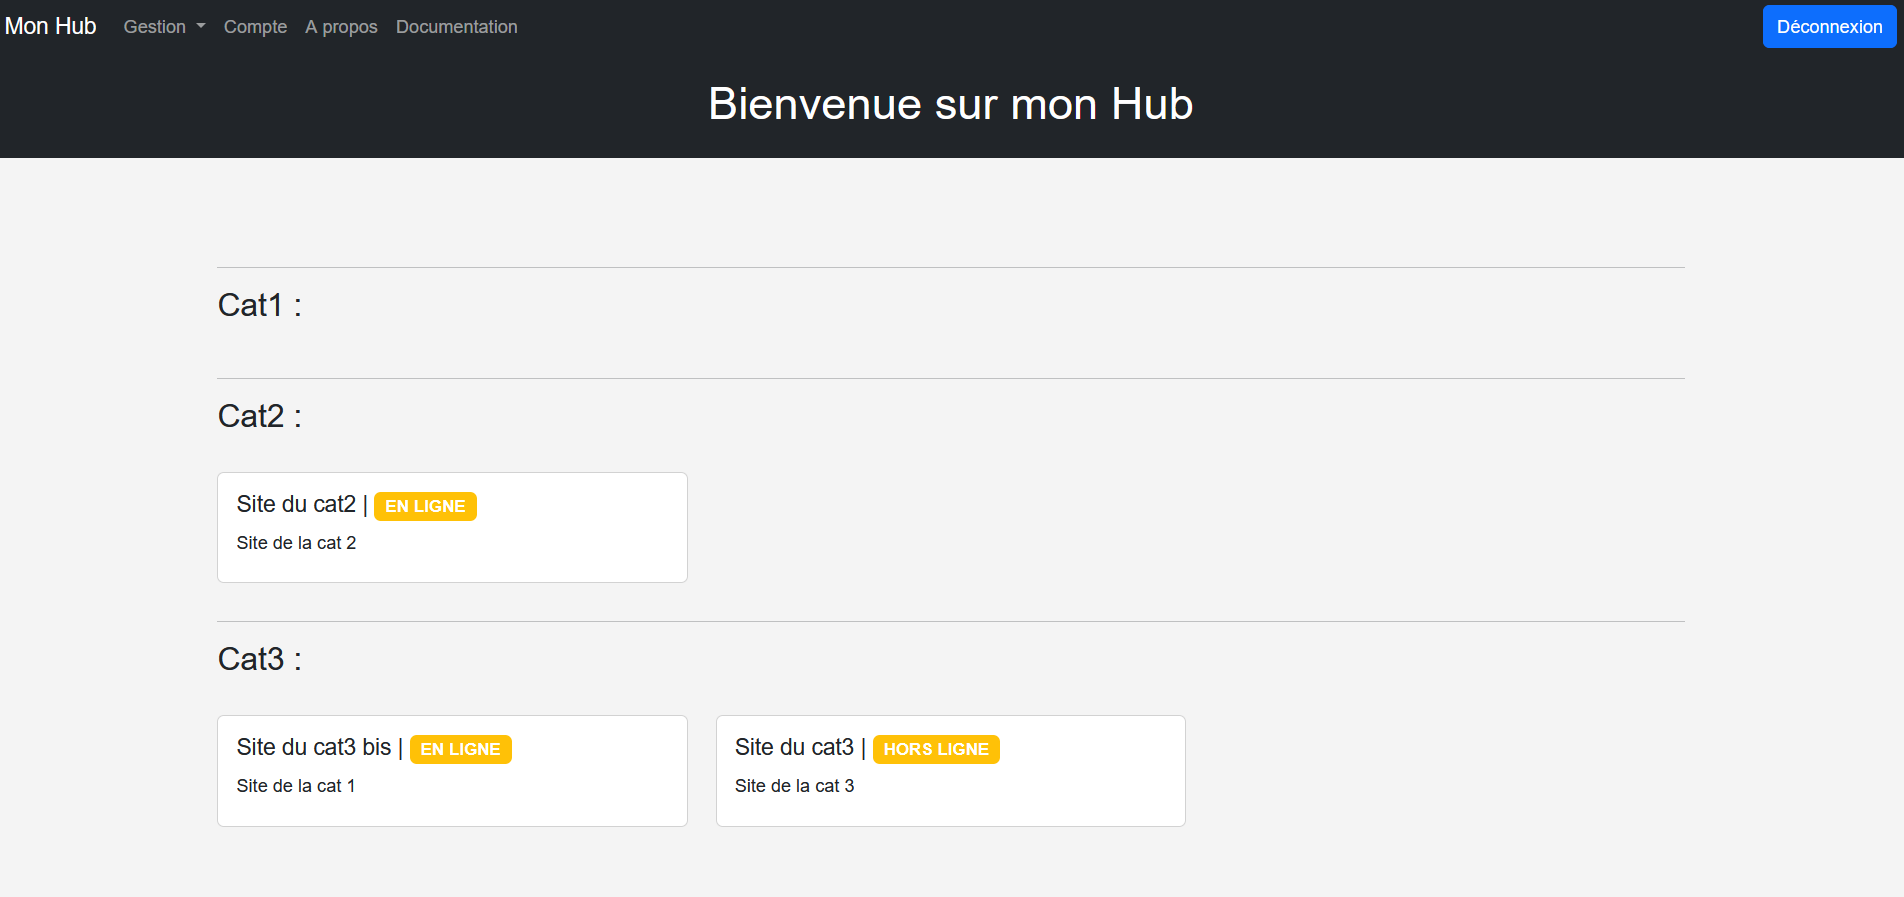 Mon Hub Gestion Compte A propos Documentation Déconnexion
Bienvenue sur mon Hub
Cat1 :
Cat2 :
Site du cat2 | EN LIGNE
Site de la cat 2
Cat3 :
Site du cat3 bis | EN LIGNE
Site de la cat 1
Site du cat3 | HORS LIGNE
Site de la cat 3